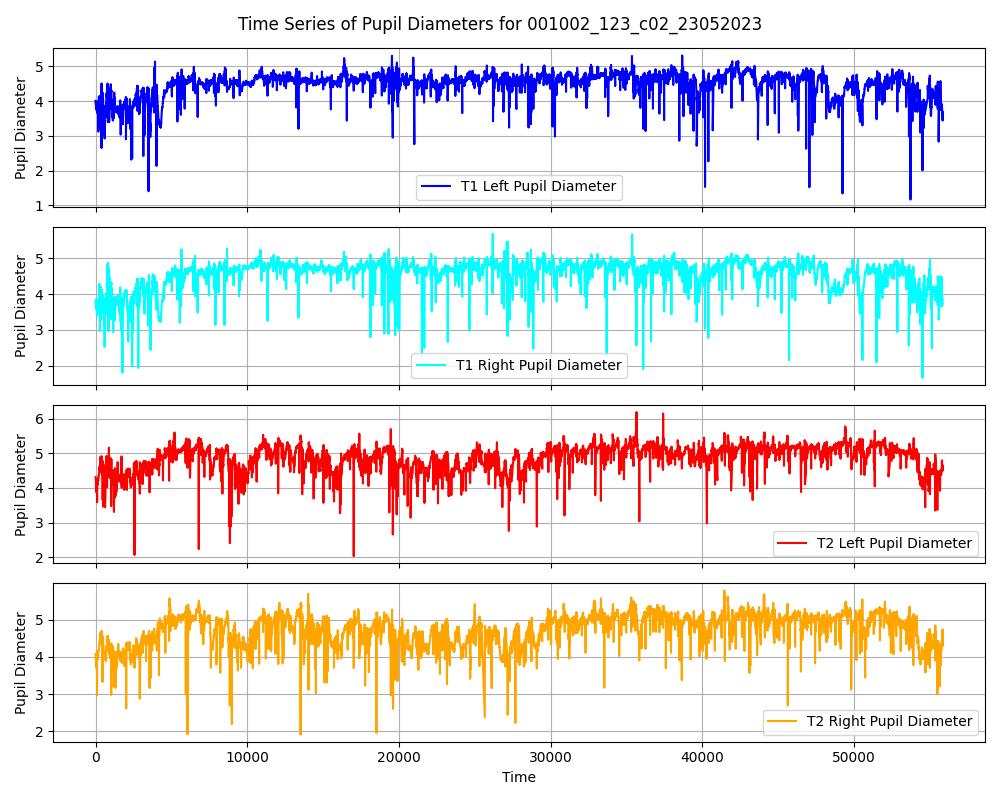 Time Series of Pupil Diameters for 001002_123_c02_23052023
Pupil Diameter
5
4
3
2
1
T1 Left Pupil Diameter
Pupil Diameter
5
4
3
2
T1 Right Pupil Diameter
Pupil Diameter
6
5
4
3
2
T2 Left Pupil Diameter
Pupil Diameter
5
4
3
2
T2 Right Pupil Diameter
0 10000 20000 30000 40000 50000
Time